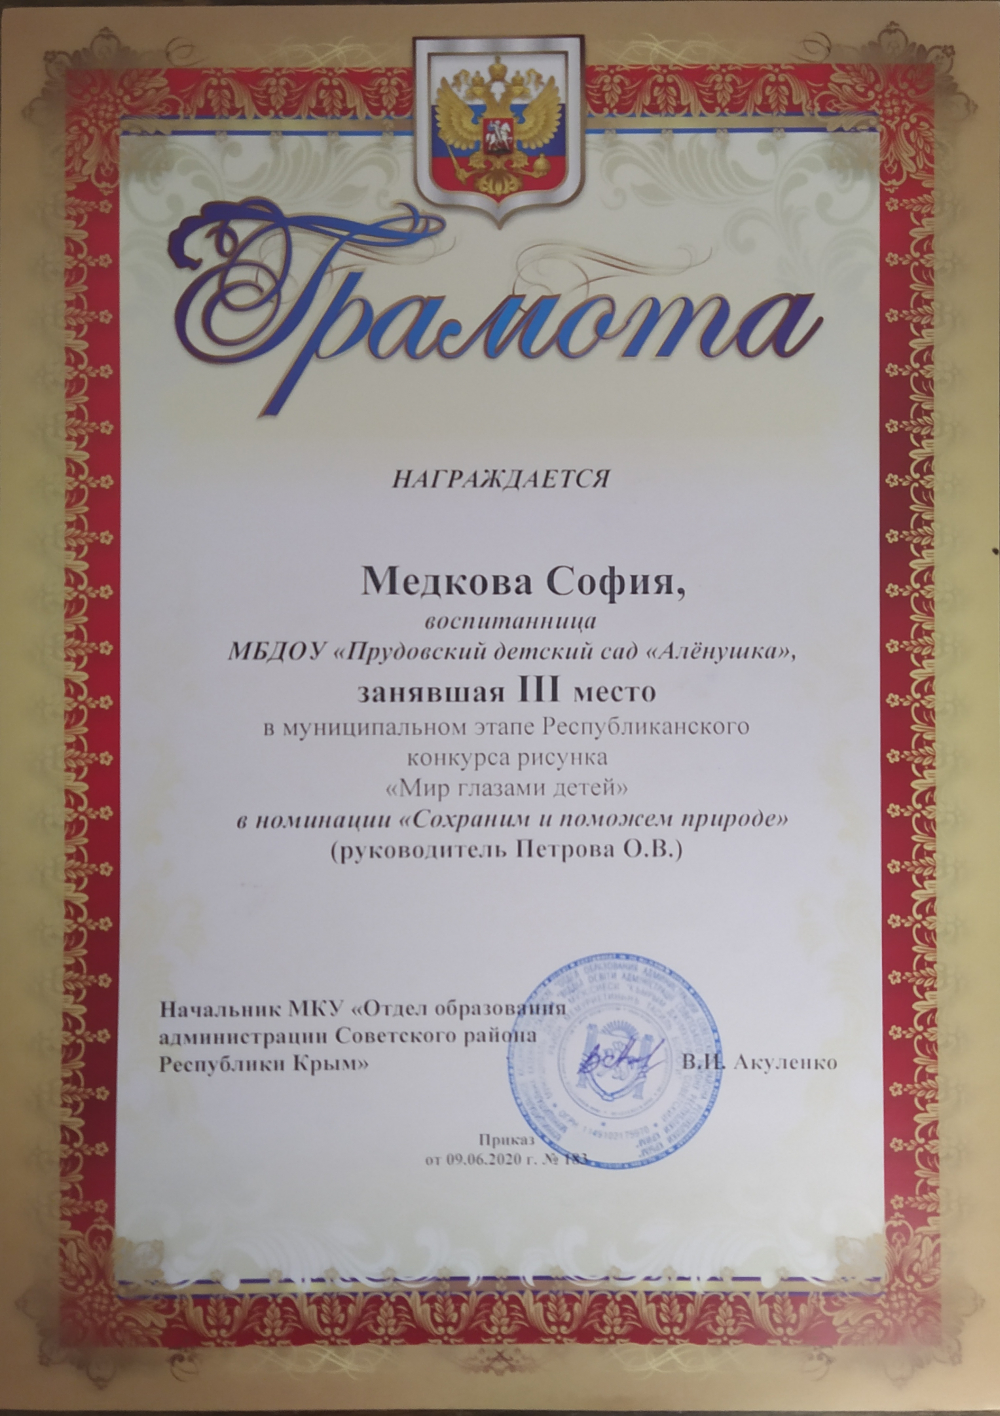 Грамота
НАГРАЖДАЕТСЯ
Медкова София,
воспитанница
МБДОУ «Прудовский детский сад «Алёнушка»,
занявшая III место
в муниципальном этапе Республиканского
конкурса рисунка
«Мир глазами детей»
в номинации «Сохраним и поможем природе»
(руководитель Петрова О.В.)
Начальник МКУ «Отдел образования
администрации Советского района
Республики Крым»
В.И. Акуленко
Приказ
от 09.06.2020 г. № 183